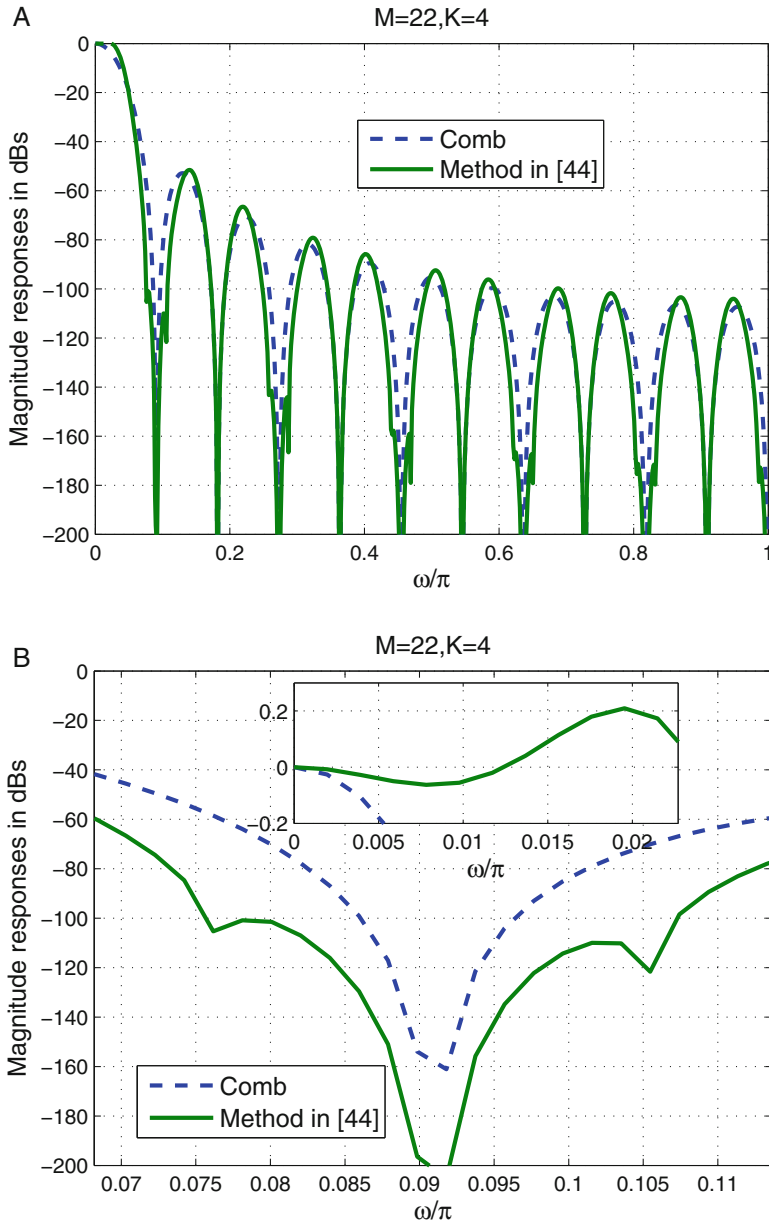 A
M=22,K=4
0
−20
−40
−60
−80
−100
−120
−140
−160
−180
−200
Magnitude responses in dBs
Comb
Method in [44]
0 0.2 0.4 0.6 0.8 1
ω/π
B
M=22,K=4
0
−20
−40
−60
−80
−100
−120
−140
−160
−180
−200
Magnitude responses in dBs
0.2
0
−0.2
0 0.005 0.01 0.015 0.02
ω/π
Comb
Method in [44]
0.07 0.075 0.08 0.085 0.09 0.095 0.1 0.105 0.11
ω/π